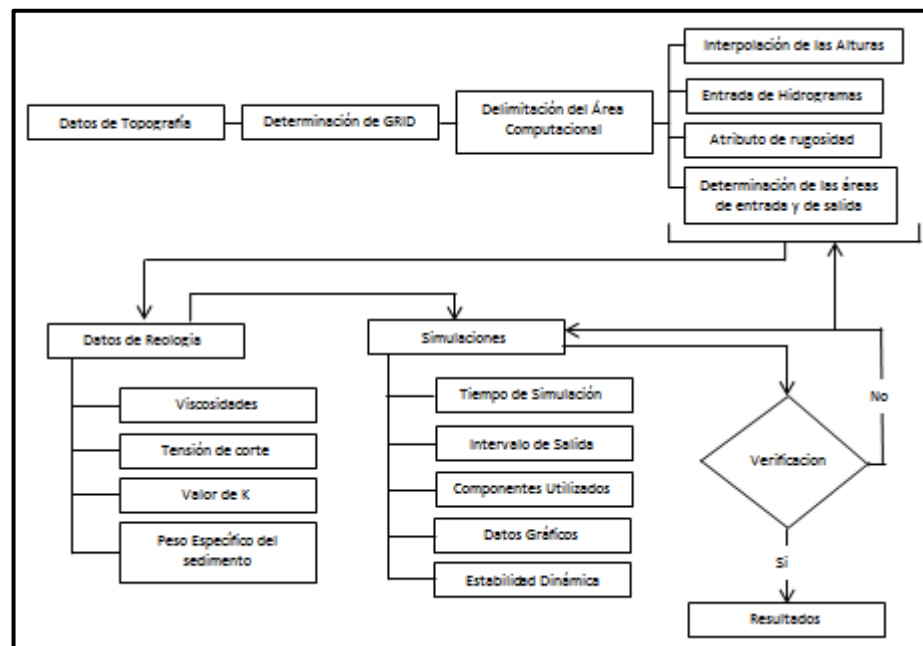 Interpolación de las Alturas
Entrada de Hidrogramas
Datos de Topografía
Determinación de GRID
Delimitación del Área
Computacional
Atributo de rugosidad
Determinación de las áreas
de entrada y de salida
Datos de Reología
Simulaciones
Viscosidades
Tensión de corte
Valor de K
Peso Específico del
sedimento
Tiempo de Simulación
Intervalo de Salida
Componentes Utilizados
Datos Gráficos
Estabilidad Dinámica
Verificacion
No
Si
Resultados